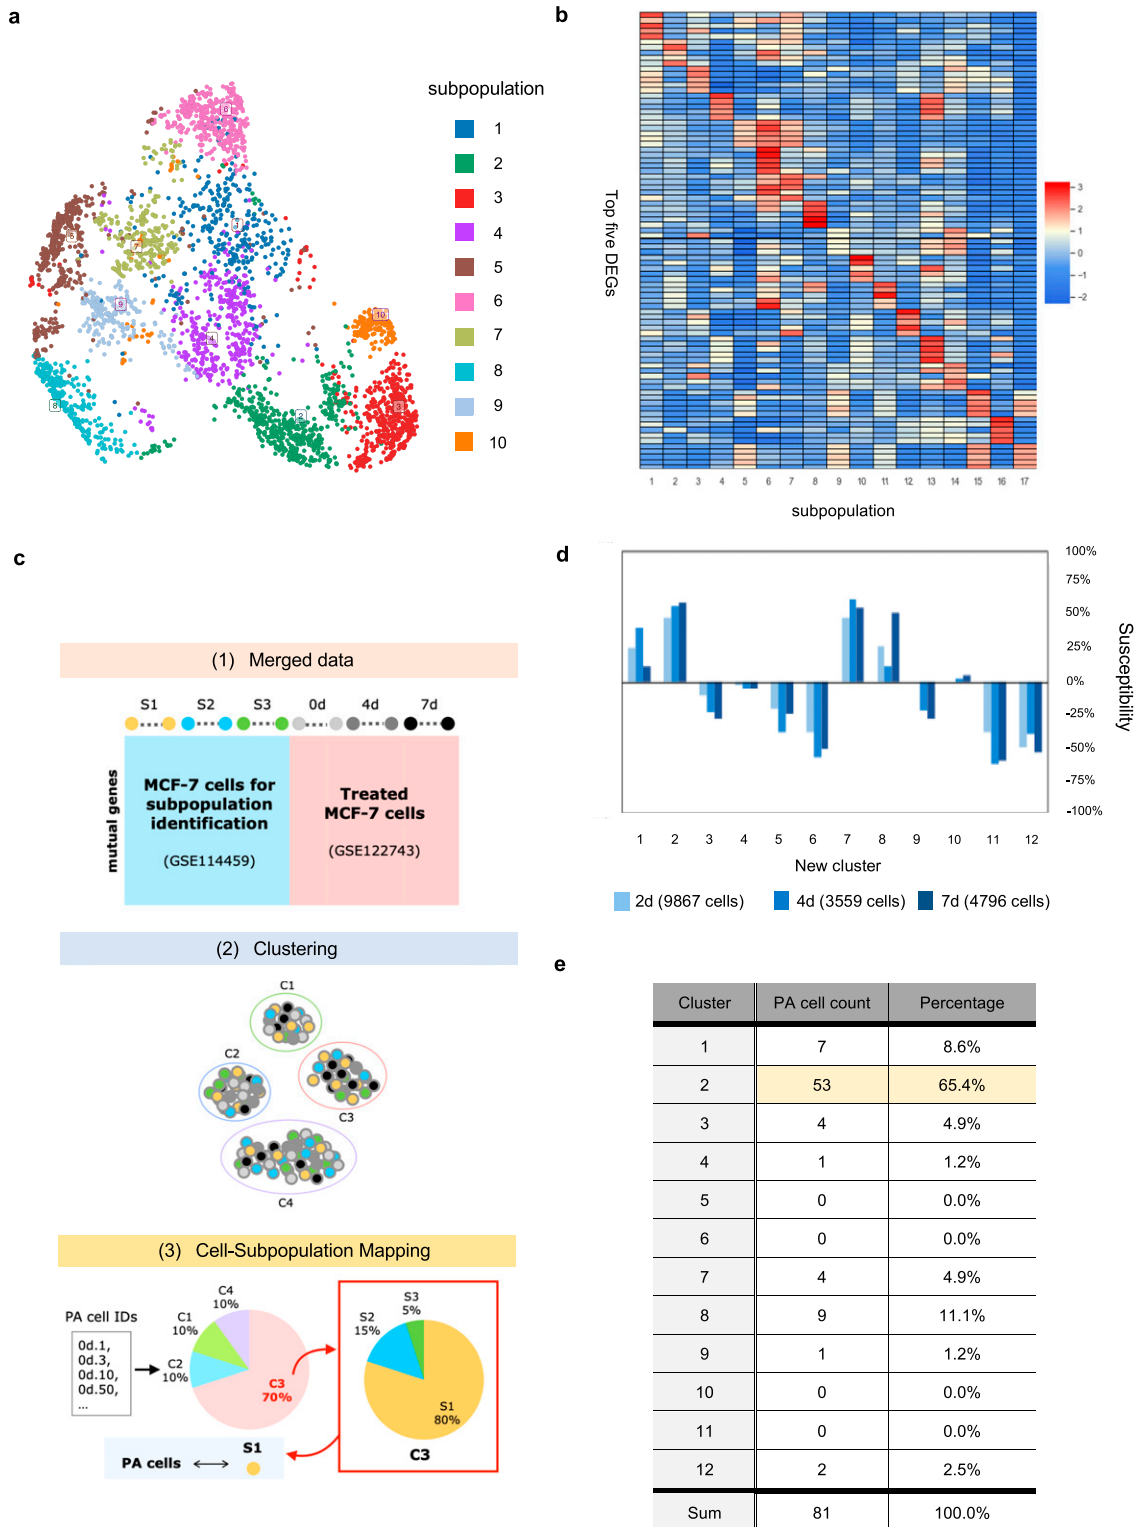 a
subpopulation
1
2
3
4
5
6
7
8
9
10
6
5
7
9
4
10
8
2
3
b
Top five DEGs
3
2
1
0
−1
−2
1 2 3 4 5 6 7 8 9 10 11 12 13 14 15 16 17
subpopulation
c
(1) Merged data
S1 S2 S3 0d 4d 7d
mutual genes
MCF-7 cells for
subpopulation
identification
(GSE114459)
Treated
MCF-7 cells
(GSE122743)
(2) Clustering
C1
C2
C3
C4
(3) Cell-Subpopulation Mapping
PA cell IDs
0d.1,
0d.3,
0d.10,
0d.50,
...
C4
10%
C1
10%
C2
10%
C3
70%
S3
5%
S2
15%
S1
80%
C3
S1
PA cells
d
100%
75%
50%
25%
0%
-25%
-50%
-75%
-100%
Susceptibility
1 2 3 4 5 6 7 8 9 10 11 12
New cluster
2d (9867 cells) 4d (3559 cells) 7d (4796 cells)
e
Cluster PA cell count Percentage
1 7 8.6%
2 53 65.4%
3 4 4.9%
4 1 1.2%
5 0 0.0%
6 0 0.0%
7 4 4.9%
8 9 11.1%
9 1 1.2%
10 0 0.0%
11 0 0.0%
12 2 2.5%
Sum 81 100.0%